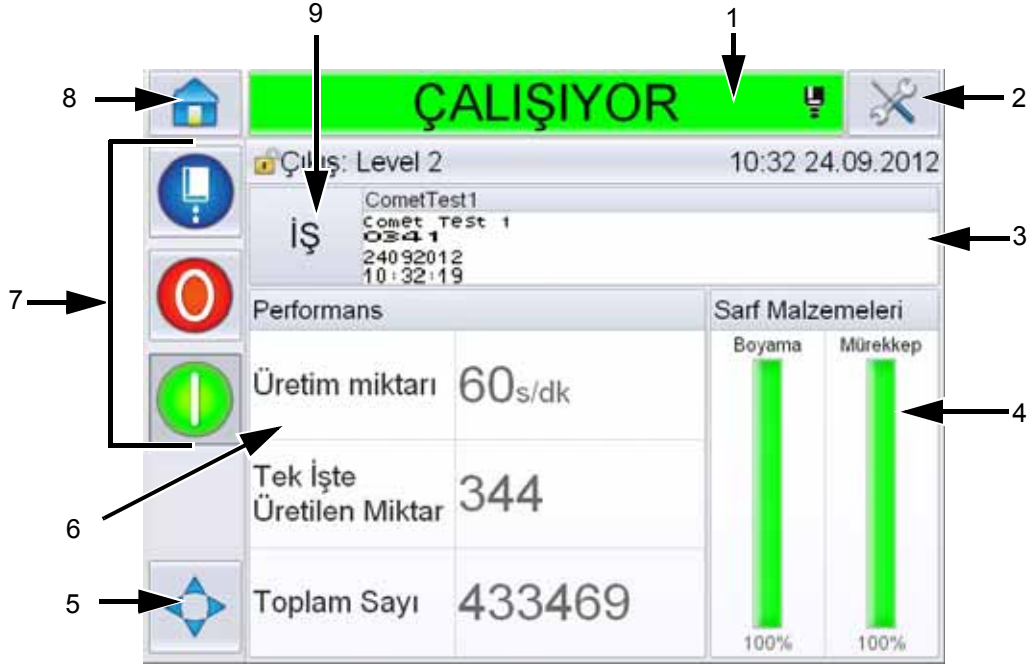 9
1
8
ÇALIŞIYOR
2
Çıkış: Level 2
10:32 24.09.2012
İŞ
CometTest1
Comet Test 1
0341
24092012
10:32:19
3
7
Performans
Sarf Malzemeleri
Boyama
Mürekkep
Üretim miktarı
60s/dk
4
Tek İşte
Üretilen Miktar
344
6
5
Toplam Sayı
433469
100%
100%